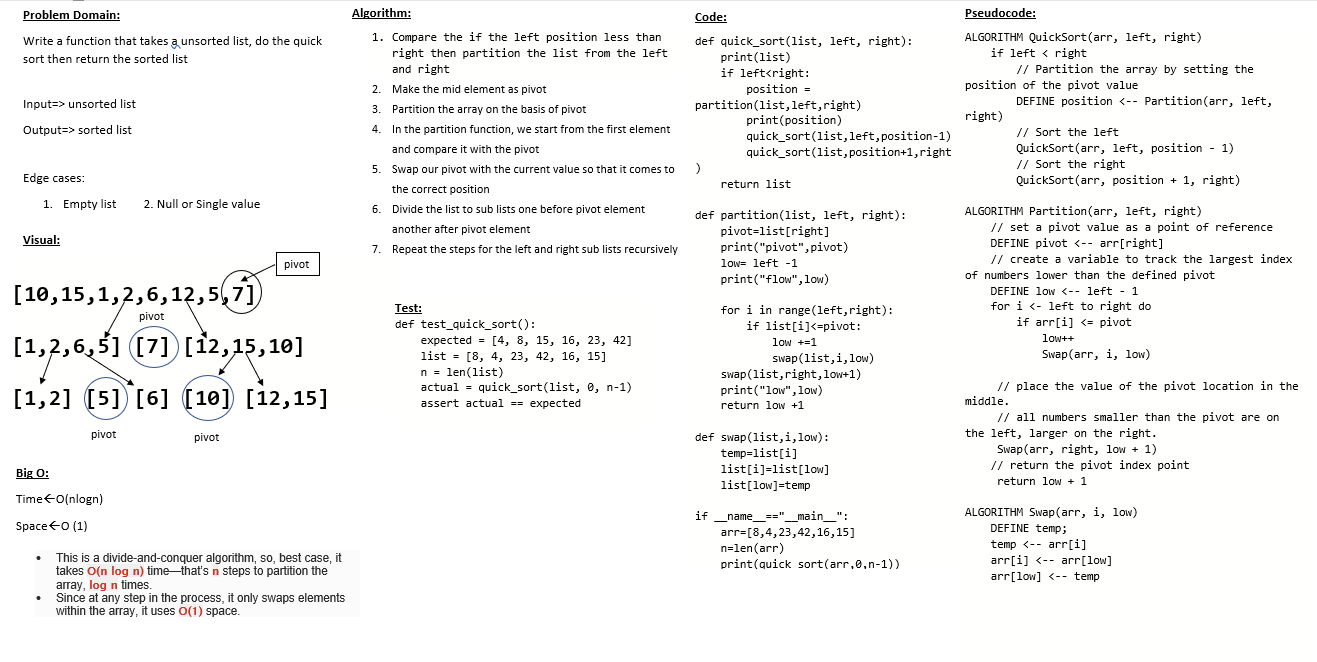 Problem Domain:
Write a function that takes a unsorted list, do the quick
sort then return the sorted list
Input=> unsorted list
Output=> sorted list
Edge cases:
1. Empty list 2. Null or Single value
Visual:
pivot
[10,15,1,2,6,12,5,7]
pivot
[1,2,6,5] [7] [12,15,10]
[1,2] [5] [6] [10] [12,15]
pivot pivot
Big O:
Time←O(nlogn)
Space←O (1)
• This is a divide-and-conquer algorithm, so, best case, it
takes O(n log n) time—that's n steps to partition the
array, log n times.
• Since at any step in the process, it only swaps elements
within the array, it uses O(1) space.
Algorithm:
1. Compare the if the left position less than
right then partition the list from the left
and right
2. Make the mid element as pivot
3. Partition the array on the basis of pivot
4. In the partition function, we start from the first element
and compare it with the pivot
5. Swap our pivot with the current value so that it comes to
the correct position
6. Divide the list to sub lists one before pivot element
another after pivot element
7. Repeat the steps for the left and right sub lists recursively
Test:
def test_quick_sort():
expected = [4, 8, 15, 16, 23, 42]
list = [8, 4, 23, 42, 16, 15]
n = len(list)
actual = quick_sort(list, 0, n-1)
assert actual == expected
Code:
def quick_sort(list, left, right):
print(list)
if left<right:
position =
partition(list,left,right)
print(position)
quick_sort(list,left,position-1)
quick_sort(list,position+1,right
)
return list
def partition(list, left, right):
pivot=list[right]
print("pivot",pivot)
low= left -1
print("flow",low)
for i in range(left,right):
if list[i]<=pivot:
low +=1
swap(list,i,low)
swap(list,right,low+1)
print("low",low)
return low +1
def swap(list,i,low):
temp=list[i]
list[i]=list[low]
list[low]=temp
if __name__=="__main__":
arr=[8,4,23,42,16,15]
n=len(arr)
print(quick_sort(arr,0,n-1))
Pseudocode:
ALGORITHM QuickSort(arr, left, right)
if left < right
// Partition the array by setting the
position of the pivot value
DEFINE position <-- Partition(arr, left,
right)
// Sort the left
QuickSort(arr, left, position - 1)
// Sort the right
QuickSort(arr, position + 1, right)
ALGORITHM Partition(arr, left, right)
// set a pivot value as a point of reference
DEFINE pivot <-- arr[right]
// create a variable to track the largest index
of numbers lower than the defined pivot
DEFINE low <-- left - 1
for i <- left to right do
if arr[i] <= pivot
low++
Swap(arr, i, low)
// place the value of the pivot location in the
middle.
// all numbers smaller than the pivot are on
the left, larger on the right.
Swap(arr, right, low + 1)
// return the pivot index point
return low + 1
ALGORITHM Swap(arr, i, low)
DEFINE temp;
temp <-- arr[i]
arr[i] <-- arr[low]
arr[low] <-- temp